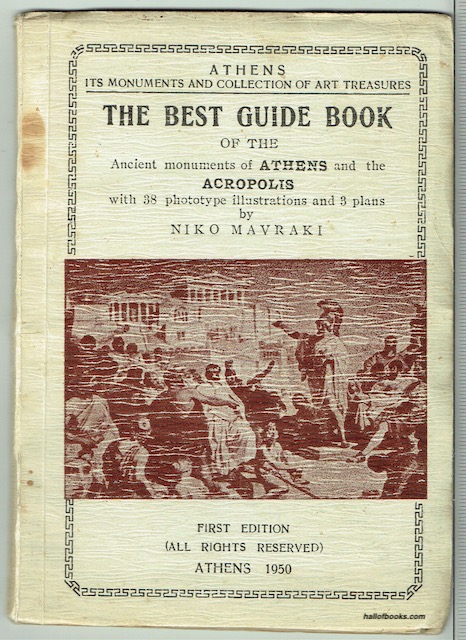 ATHENS
ITS MONUMENTS AND COLLECTION OF ART TREASURES
THE BEST GUIDE BOOK
OF THE
Ancient monuments of ATHENS and the
ACROPOLIS
with 38 phototype illustrations and 3 plans
by
NIKO MAVRAKI
FIRST EDITION
(ALL RIGHTS RESERVED)
ATHENS 1950
hallofbooks.com